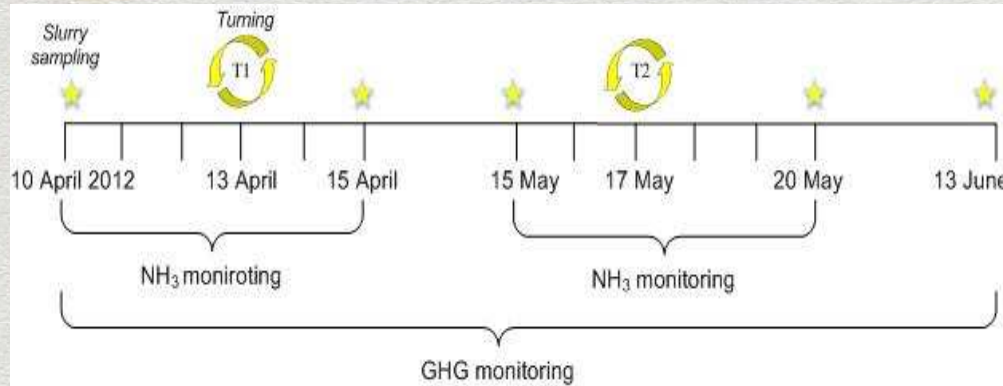 Slurry
sampling
Turning
T1
T2
10 April 2012
13 April
15 April
15 May
17 May
20 May
13 June
NH₃ moniroting
NH₃ monitoring
GHG monitoring